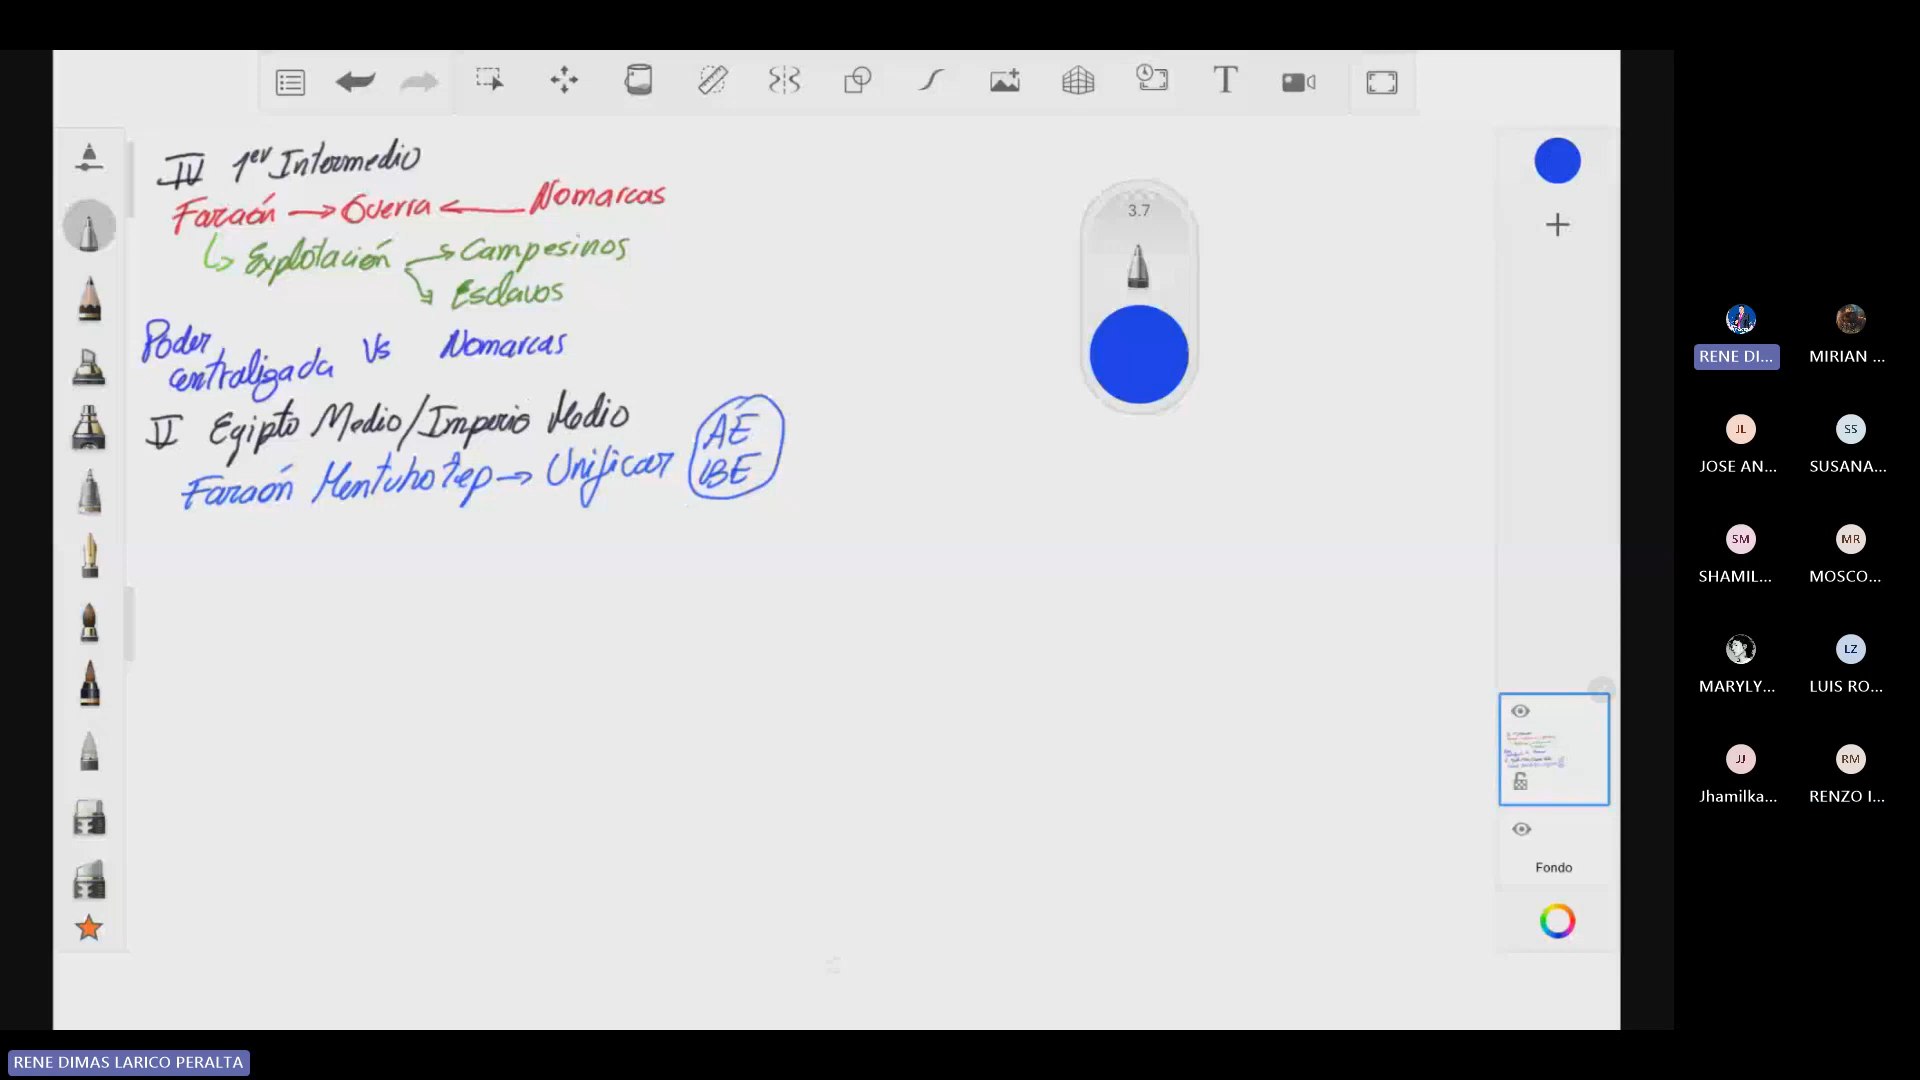 T
IV 1er Intermedio
Faraón → Guerra ← Nomarcas
↳ Explotación → Campesinos
→ Esclavos
Poder
centralizada Vs Nomarcas
V Egipto Medio/Imperio Medio
Faraón Mentuhotep → Unificar AE
BE
3.7
Fondo
RENE DI... MIRIAN ...
JL SS
JOSE AN... SUSANA...
SM MR
SHAMIL... MOSCO...
LZ
MARYLY... LUIS RO...
JJ RM
Jhamilka... RENZO I...
RENE DIMAS LARICO PERALTA